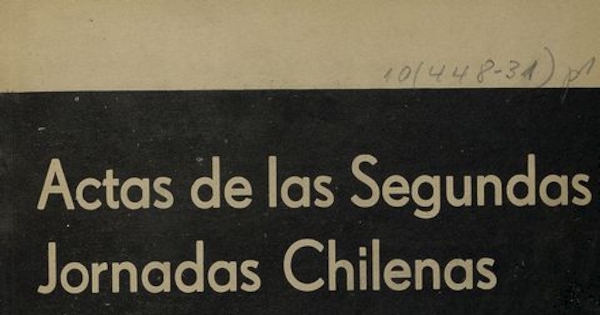 10(448-31) p1
Actas de las Segundas
Jornadas Chilenas